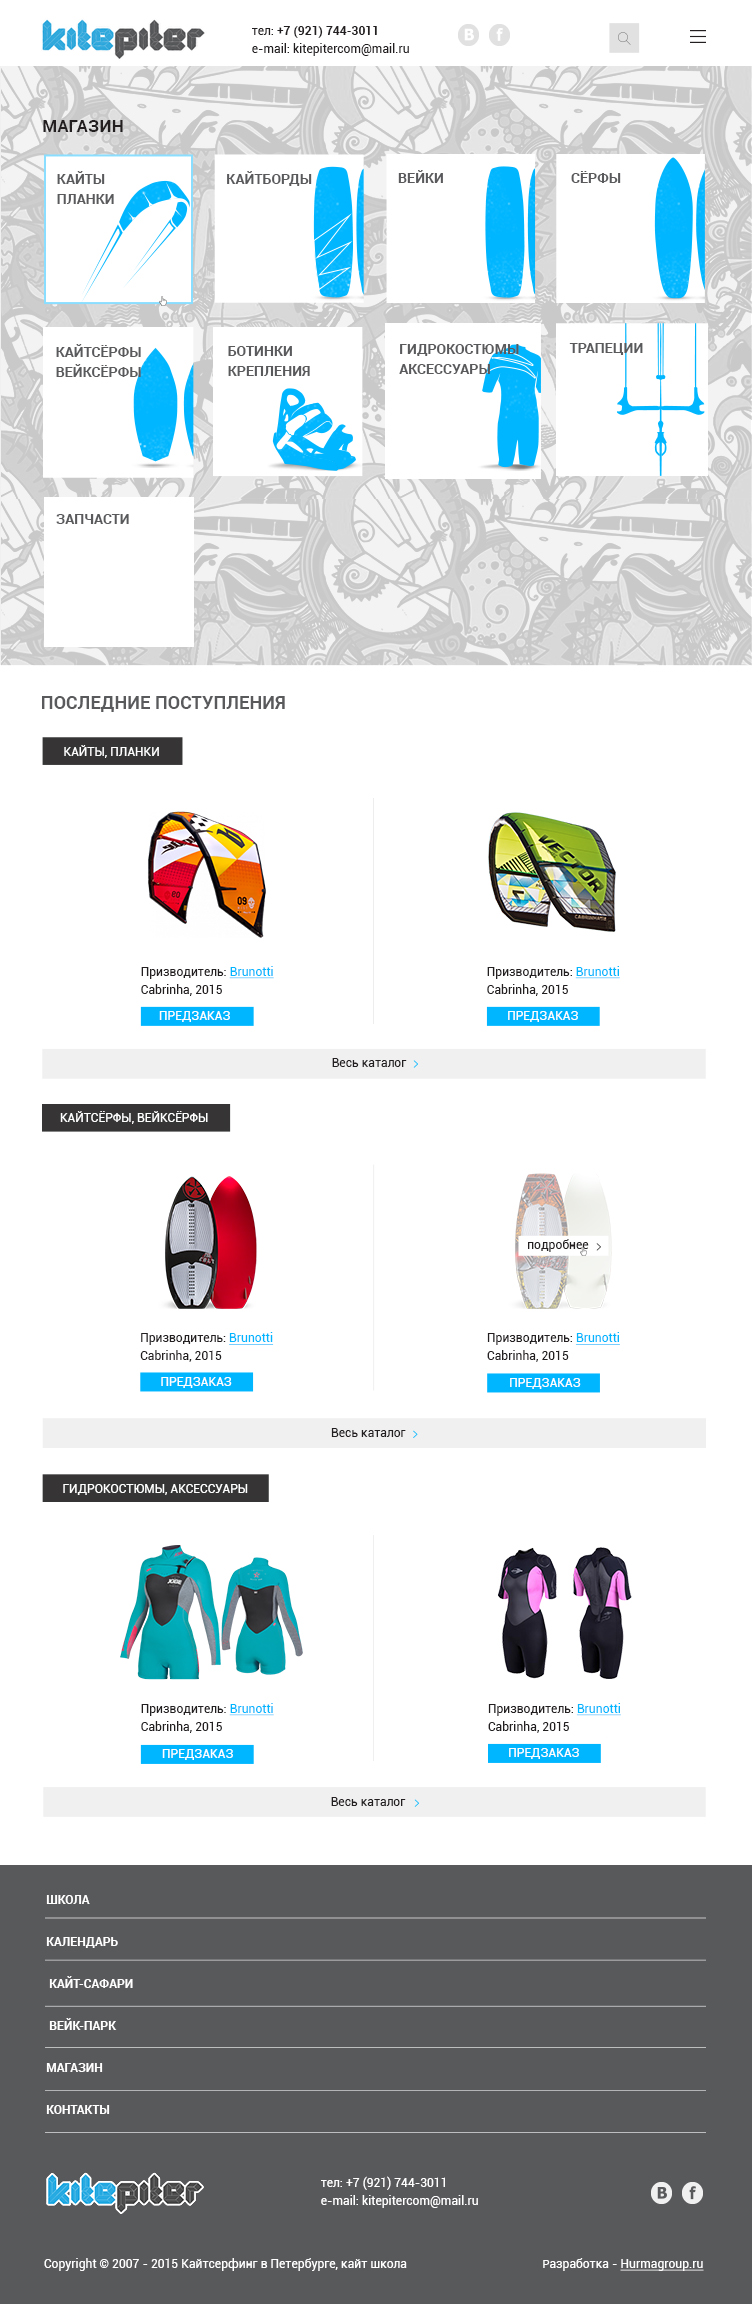 kitepiter
тел: +7 (921) 744-3011
e-mail: kitepitercom@mail.ru
B f
МАГАЗИН
КАЙТЫ
ПЛАНКИ
КАЙТБОРДЫ
ВЕЙКИ
СЁРФЫ
КАЙТСЁРФЫ
ВЕЙКСЁРФЫ
БОТИНКИ
КРЕПЛЕНИЯ
ГИДРОКОСТЮМЫ
АКСЕССУАРЫ
ТРАПЕЦИИ
ЗАПЧАСТИ
ПОСЛЕДНИЕ ПОСТУПЛЕНИЯ
КАЙТЫ, ПЛАНКИ
09
VECTOR
7
Призводитель: Brunotti
Cabrinha, 2015
ПРЕДЗАКАЗ
Призводитель: Brunotti
Cabrinha, 2015
ПРЕДЗАКАЗ
Весь каталог
КАЙТСЁРФЫ, ВЕЙКСЁРФЫ
подробнее
Призводитель: Brunotti
Cabrinha, 2015
ПРЕДЗАКАЗ
Призводитель: Brunotti
Cabrinha, 2015
ПРЕДЗАКАЗ
Весь каталог
ГИДРОКОСТЮМЫ, АКСЕССУАРЫ
Призводитель: Brunotti
Cabrinha, 2015
ПРЕДЗАКАЗ
Призводитель: Brunotti
Cabrinha, 2015
ПРЕДЗАКАЗ
Весь каталог
ШКОЛА
КАЛЕНДАРЬ
КАЙТ-САФАРИ
ВЕЙК-ПАРК
МАГАЗИН
КОНТАКТЫ
kitepiter
тел: +7 (921) 744-3011
e-mail: kitepitercom@mail.ru
B f
Copyright © 2007 - 2015 Кайтсерфинг в Петербурге, кайт школа
Разработка - Hurmagroup.ru